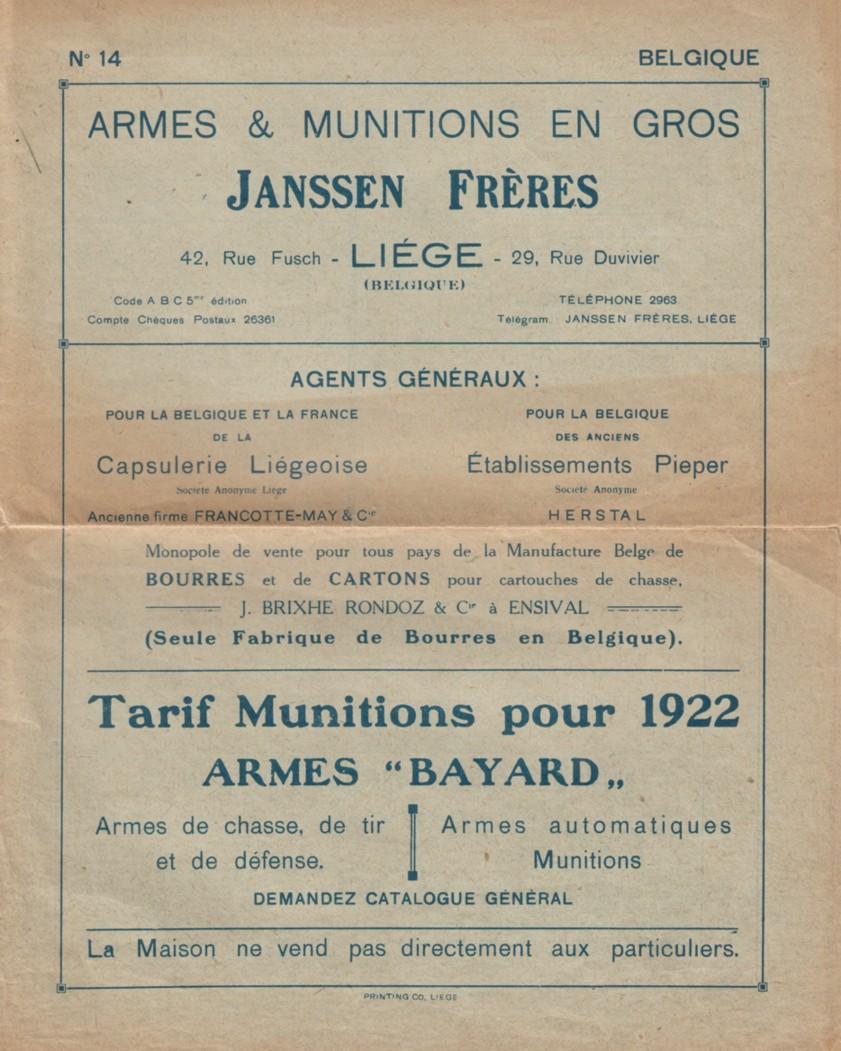 N° 14 BELGIQUE
ARMES & MUNITIONS EN GROS
JANSSEN FRÈRES
42, Rue Fusch - LIÉGE - 29, Rue Duvivier
(BELGIQUE)
Code A B C 5me édition
Compte Chèques Postaux 26361
TÉLÉPHONE 2963
Télégram. JANSSEN FRÈRES, LIÉGE
AGENTS GÉNÉRAUX :
POUR LA BELGIQUE ET LA FRANCE
DE LA
Capsulerie Liégeoise
Société Anonyme Liége
Ancienne firme FRANCOTTE-MAY & Cie
POUR LA BELGIQUE
DES ANCIENS
Établissements Pieper
Société Anonyme
HERSTAL
Monopole de vente pour tous pays de la Manufacture Belge de
BOURRES et de CARTONS pour cartouches de chasse,
J. BRIXHE RONDOZ & Cie à ENSIVAL
(Seule Fabrique de Bourres en Belgique).
Tarif Munitions pour 1922
ARMES “BAYARD„
Armes de chasse, de tir
et de défense.
Armes automatiques
Munitions
DEMANDEZ CATALOGUE GÉNÉRAL
La Maison ne vend pas directement aux particuliers.
PRINTING CO, LIEGE